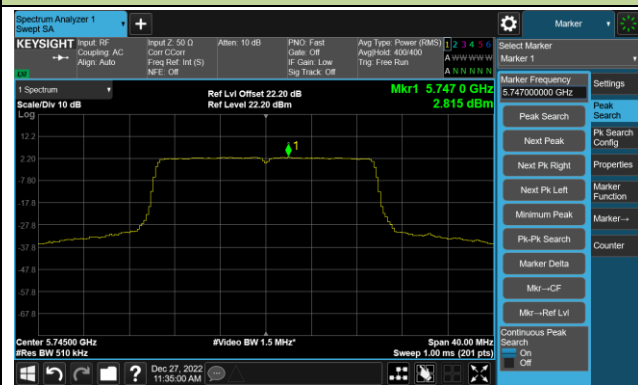 Spectrum Analyzer 1
Swept SA
+
Marker
KEYSIGHT Input: RF
Coupling: AC
Align: Auto
Input Z: 50 Ω
Corr CCorr
Freq Ref: Int (S)
NFE: Off
Atten: 10 dB
PNO: Fast
Gate: Off
IF Gain: Low
Sig Track: Off
Avg Type: Power (RMS)
Avg|Hold: 400/400
Trig: Free Run
1 2 3 4 5 6
A W W W W W
A N N N N N
Select Marker
Marker 1
1 Spectrum
Scale/Div 10 dB
Log
Ref Lvl Offset 22.20 dB
Ref Level 22.20 dBm
Mkr1 5.747 0 GHz
2.815 dBm
1
12.2
2.20
-7.80
-17.8
-27.8
-37.8
-47.8
-57.8
-67.8
Center 5.74500 GHz
#Res BW 510 kHz
#Video BW 1.5 MHz*
Span 40.00 MHz
Sweep 1.00 ms (201 pts)
Marker Frequency
5.747000000 GHz
Peak Search
Next Peak
Next Pk Right
Next Pk Left
Minimum Peak
Pk-Pk Search
Marker Delta
Mkr→CF
Mkr→Ref Lvl
Continuous Peak
Search
On
Off
Settings
Peak
Search
Pk Search
Config
Properties
Marker
Function
Marker→
Counter
?
Dec 27, 2022
11:35:00 AM